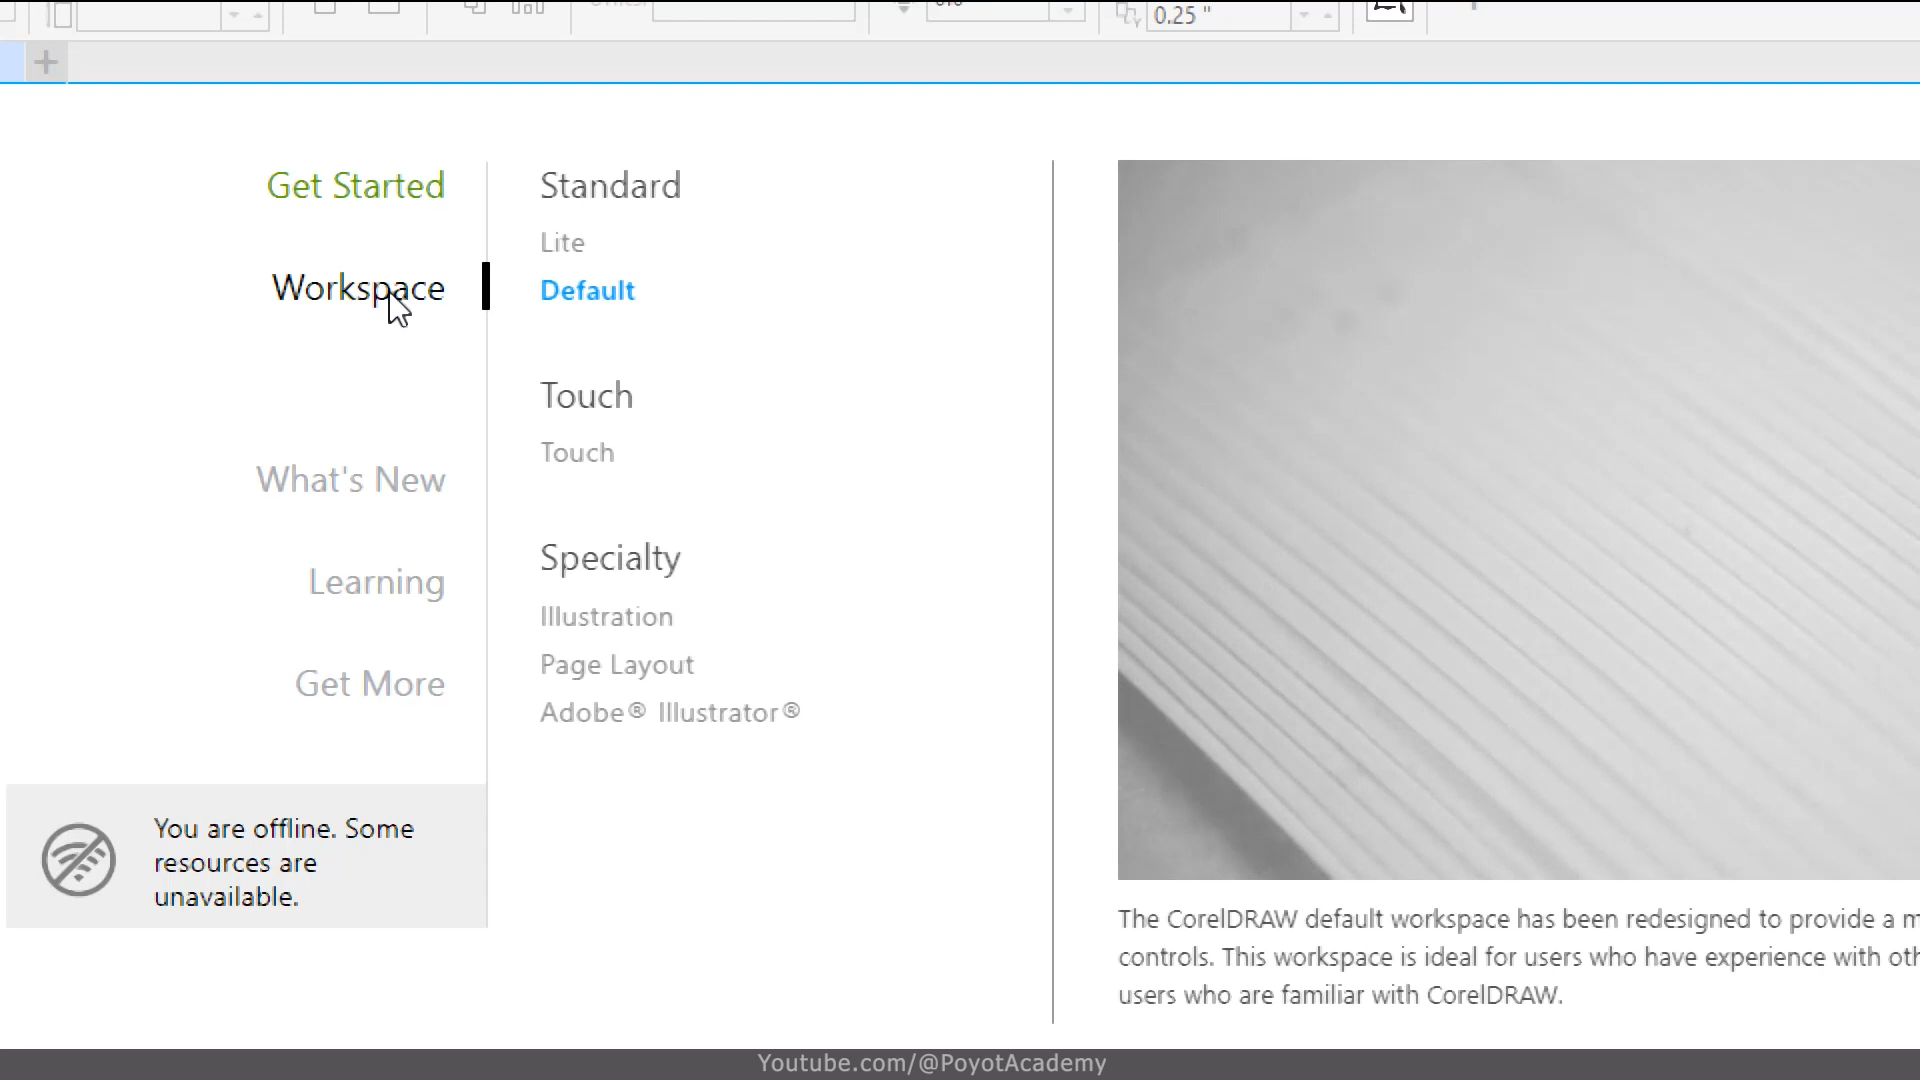 0.25 "
Get Started
Workspace
What's New
Learning
Get More
You are offline. Some
resources are
unavailable.
Standard
Lite
Default
Touch
Touch
Specialty
Illustration
Page Layout
Adobe® Illustrator®
The CorelDRAW default workspace has been redesigned to provide a m
controls. This workspace is ideal for users who have experience with oth
users who are familiar with CorelDRAW.
Youtube.com/@PoyotAcademy